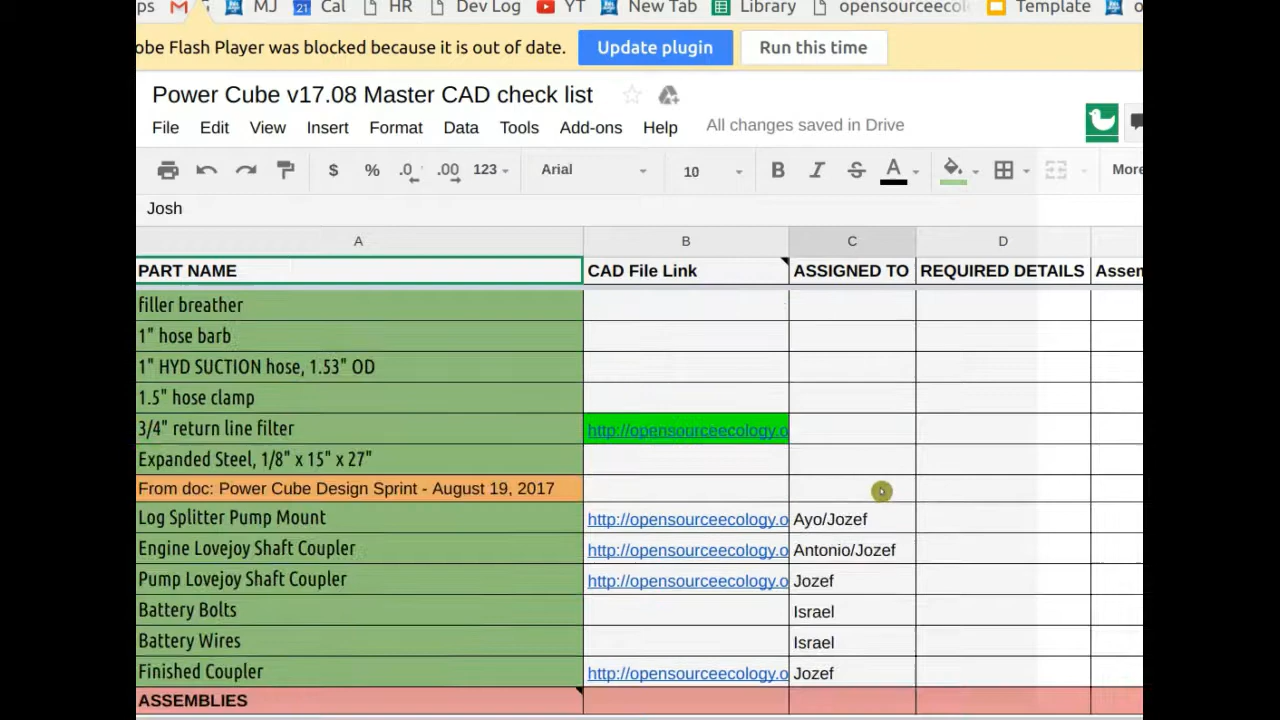 ps MJ Cal HR Dev Log YT New Tab Library opensourceecol Template
obe Flash Player was blocked because it is out of date. Update plugin Run this time
Power Cube v17.08 Master CAD check list
File Edit View Insert Format Data Tools Add-ons Help All changes saved in Drive
$ % .0 .00 123 Arial 10 B I S A More
Josh
A B C D
PART NAME CAD File Link ASSIGNED TO REQUIRED DETAILS Assem
filler breather
1" hose barb
1" HYD SUCTION hose, 1.53" OD
1.5" hose clamp
3/4" return line filter http://opensourceecology.o
Expanded Steel, 1/8" x 15" x 27"
From doc: Power Cube Design Sprint - August 19, 2017
Log Splitter Pump Mount http://opensourceecology.o Ayo/Jozef
Engine Lovejoy Shaft Coupler http://opensourceecology.o Antonio/Jozef
Pump Lovejoy Shaft Coupler http://opensourceecology.o Jozef
Battery Bolts Israel
Battery Wires Israel
Finished Coupler http://opensourceecology.o Jozef
ASSEMBLIES